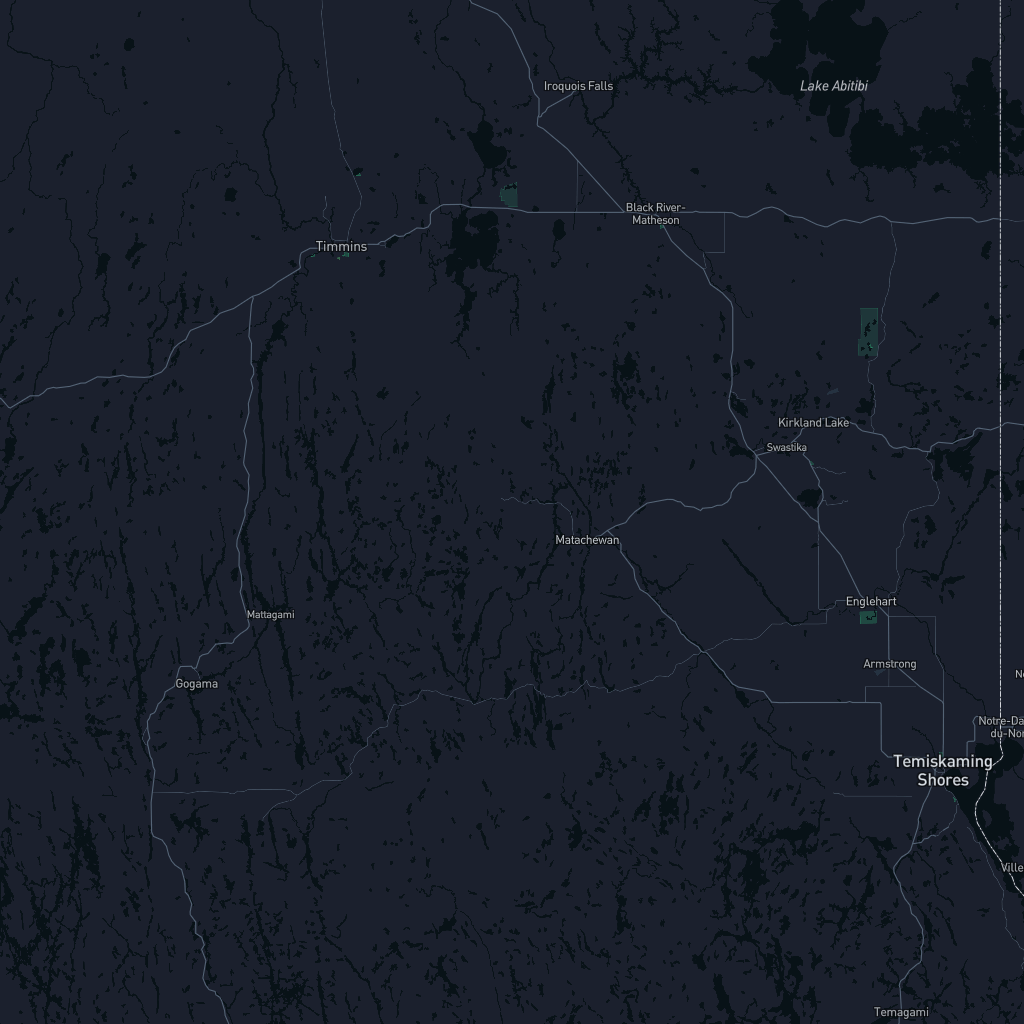 Iroquois Falls
Lake Abitibi
Black River-
Matheson
Timmins
Kirkland Lake
Swastika
Matachewan
Englehart
Mattagami
Armstrong
Gogama
Notre-Da
du-Nor
Temiskaming
Shores
Ville
Temagami